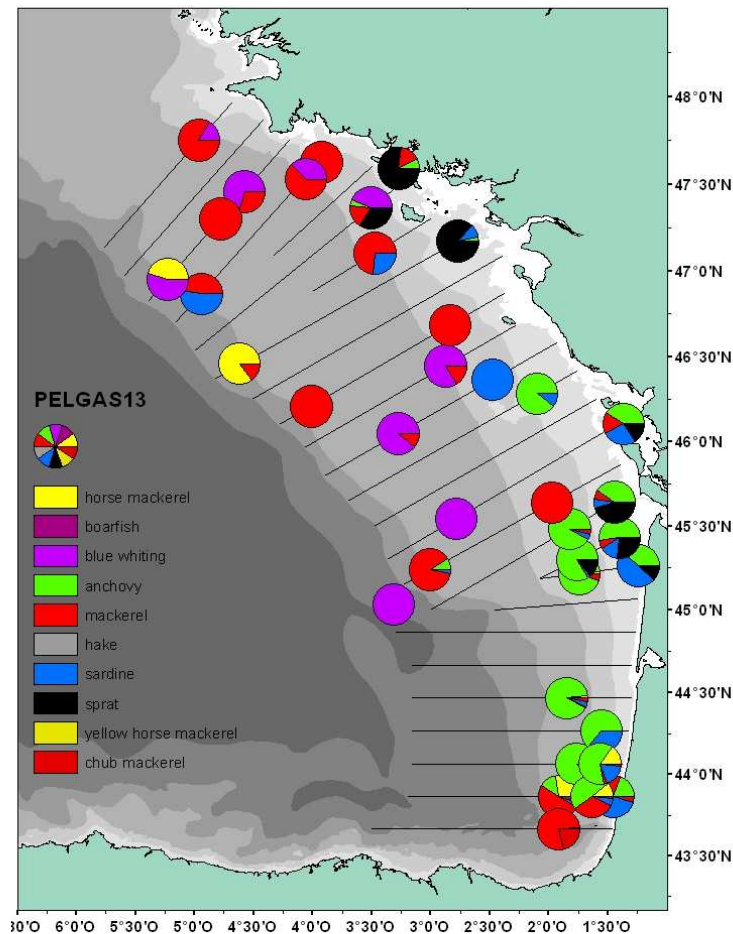 48°0'N
47°30'N
47°0'N
46°30'N
46°0'N
45°30'N
45°0'N
44°30'N
44°0'N
43°30'N
PELGAS13
horse mackerel
boarfish
blue whiting
anchovy
mackerel
hake
sardine
sprat
yellow horse mackerel
chub mackerel
30'O 6°0'O 5°30'O 5°0'O 4°30'O 4°0'O 3°30'O 3°0'O 2°30'O 2°0'O 1°30'O